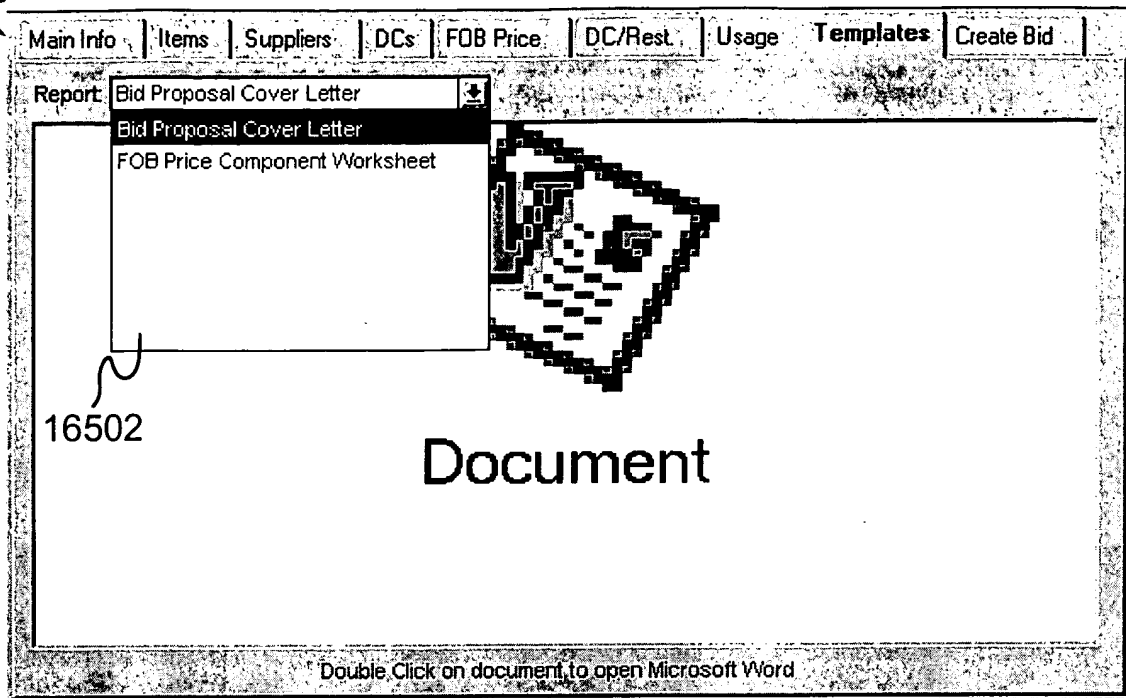 Main Info Items Suppliers DCs FOB Price DC/Rest. Usage Templates Create Bid
Report: Bid Proposal Cover Letter
Bid Proposal Cover Letter
FOB Price Component Worksheet
16502
Document
Double Click on document to open Microsoft Word